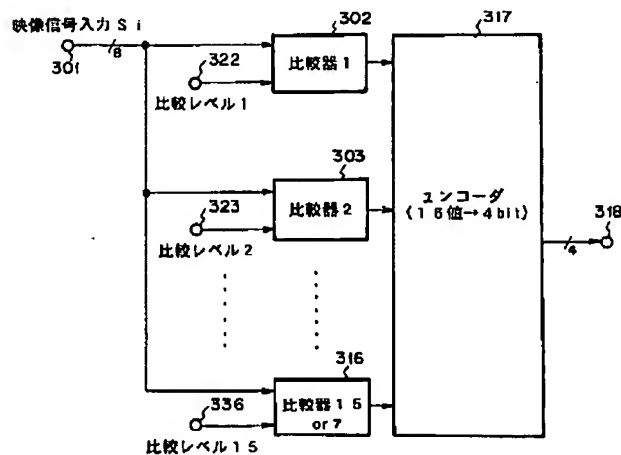 映像信号入力 S i
301
8
302
317
比較器1
322
比較レベル1
303
比較器2
323
比較レベル2
ェンコーダ
(16値→4bit)
318
4
316
比較器15
or 7
336
比較レベル15